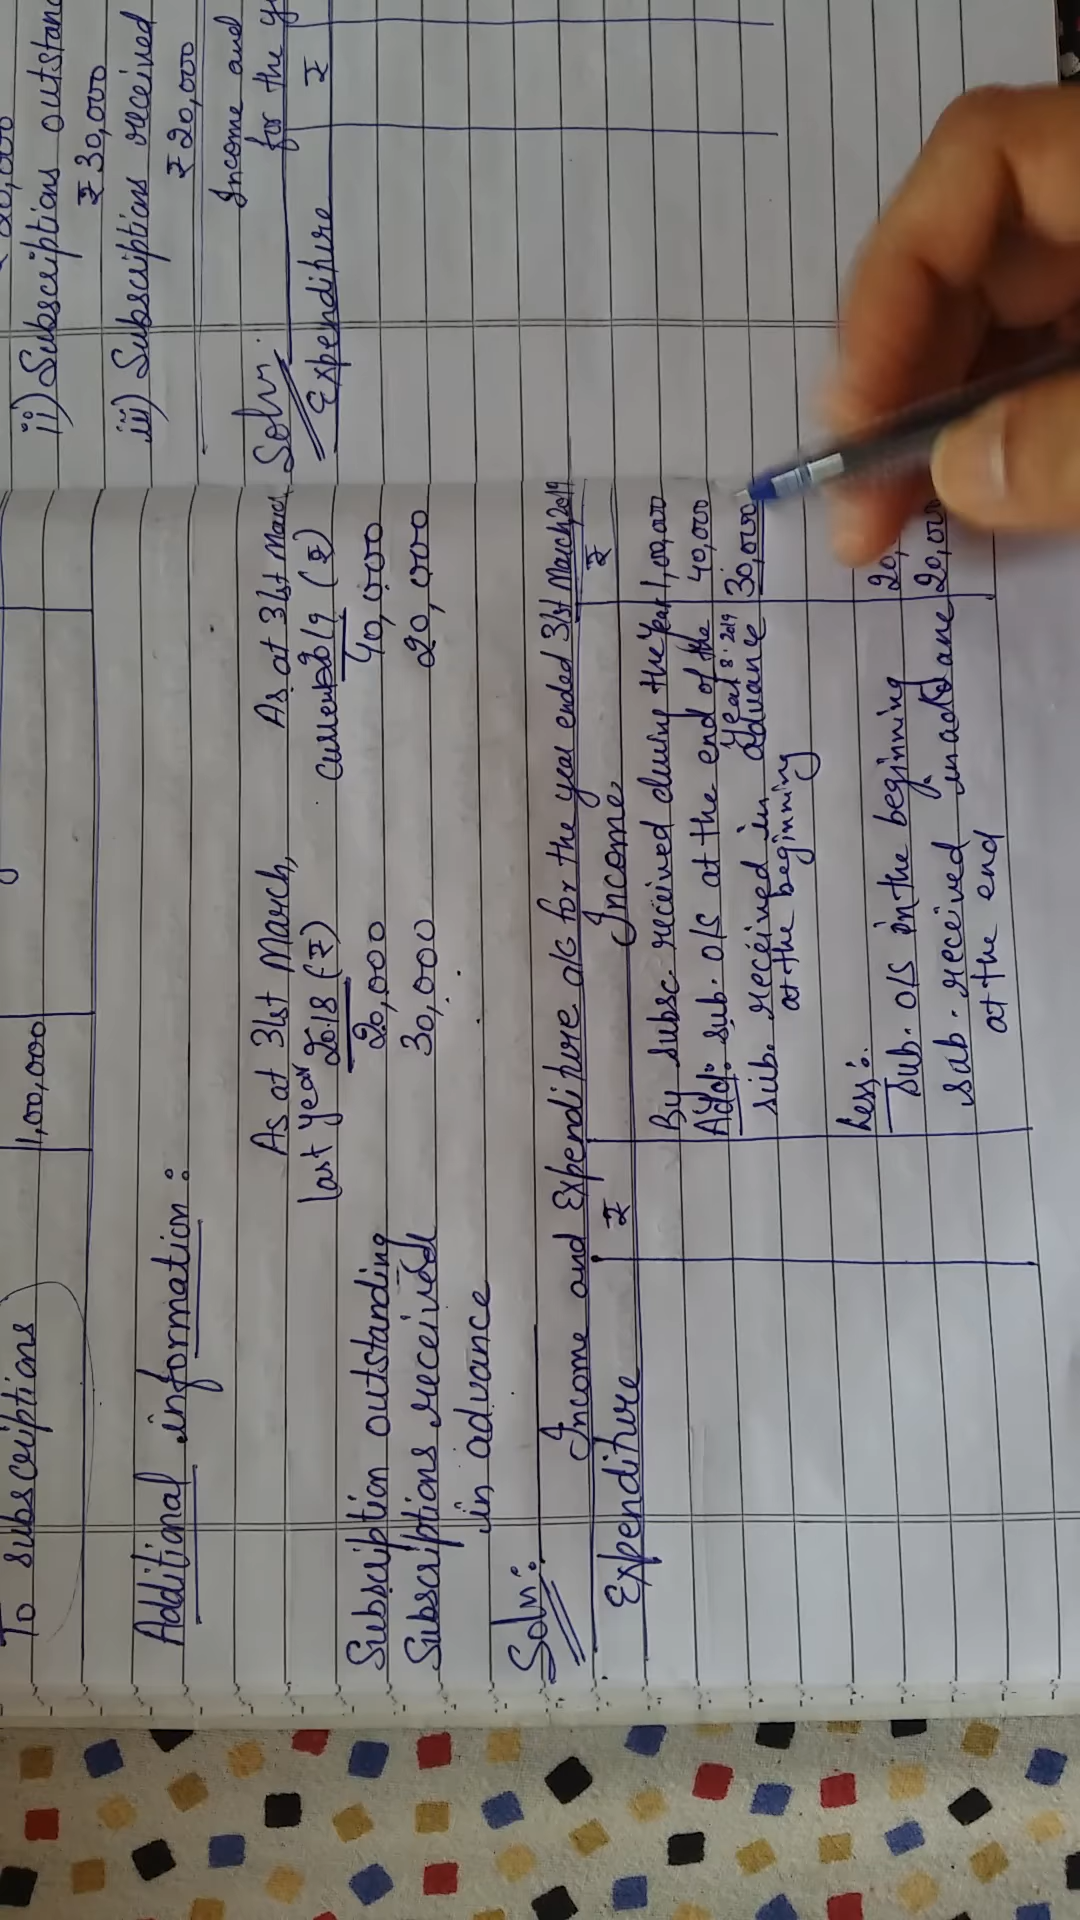 To subscriptions 1,00,000
Additional information :
As at 31st March, As at 31st March,
last year 2018 (₹) current 2019 (₹)
Subscription outstanding 20,000 40,000
Subscriptions received 30,000 20,000
in advance
Soln:
Income and Expenditure a/c for the year ended 31st March, 2019
Expenditure ₹ Income ₹
By subsc. received during the year 1,00,000
Add: sub. o/s at the end of the 40,000
year 8. 2019
sub. received in advance 30,000
at the beginning
Less:
Sub. o/s in the beginning 20,
sub. received in advance 20,000
at the end
ii) Subscriptions
₹ 30,000
iii) Subscriptions received
₹ 20,000
Soln:
Income and
for the
Expenditure ₹